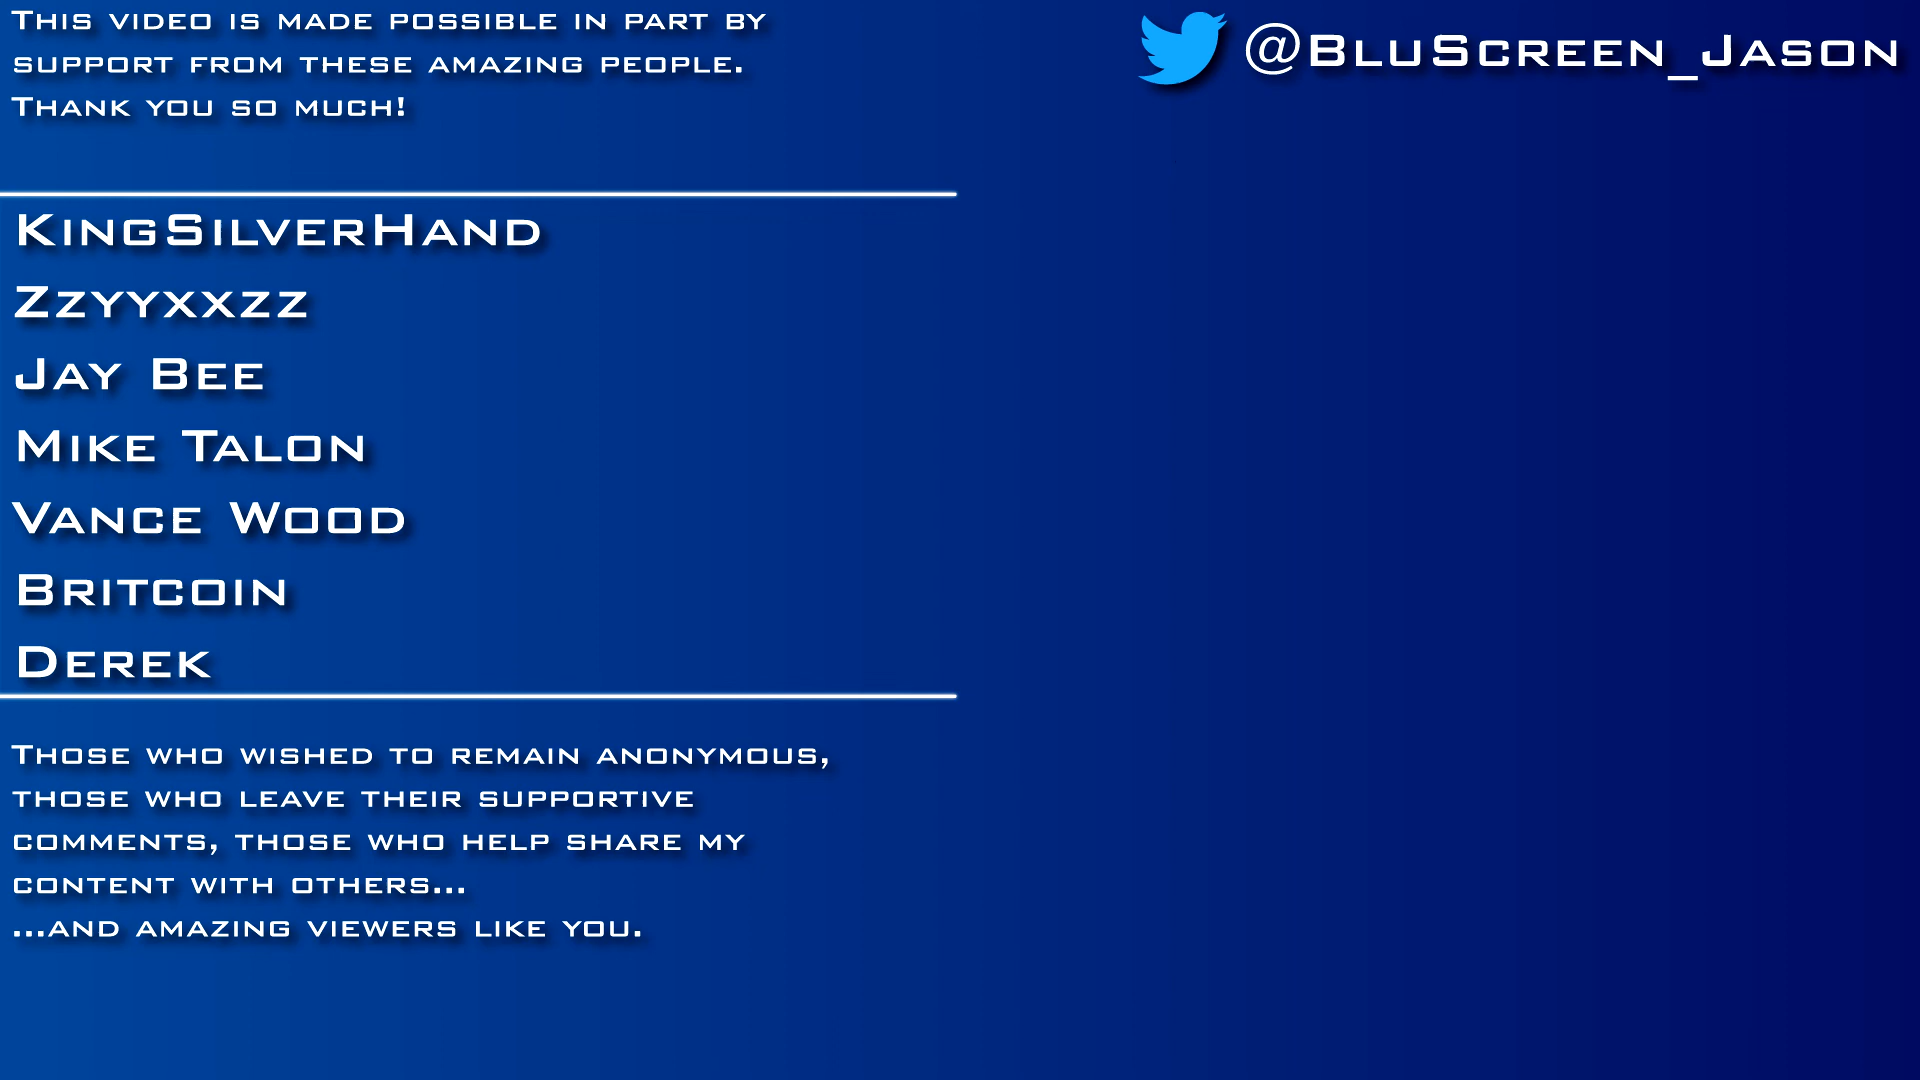 This video is made possible in part by
support from these amazing people.
Thank you so much!
@BluScreen_Jason
KingSilverHand
Zzyyxxzz
Jay Bee
Mike Talon
Vance Wood
Britcoin
Derek
Those who wished to remain anonymous,
those who leave their supportive
comments, those who help share my
content with others...
...and amazing viewers like you.